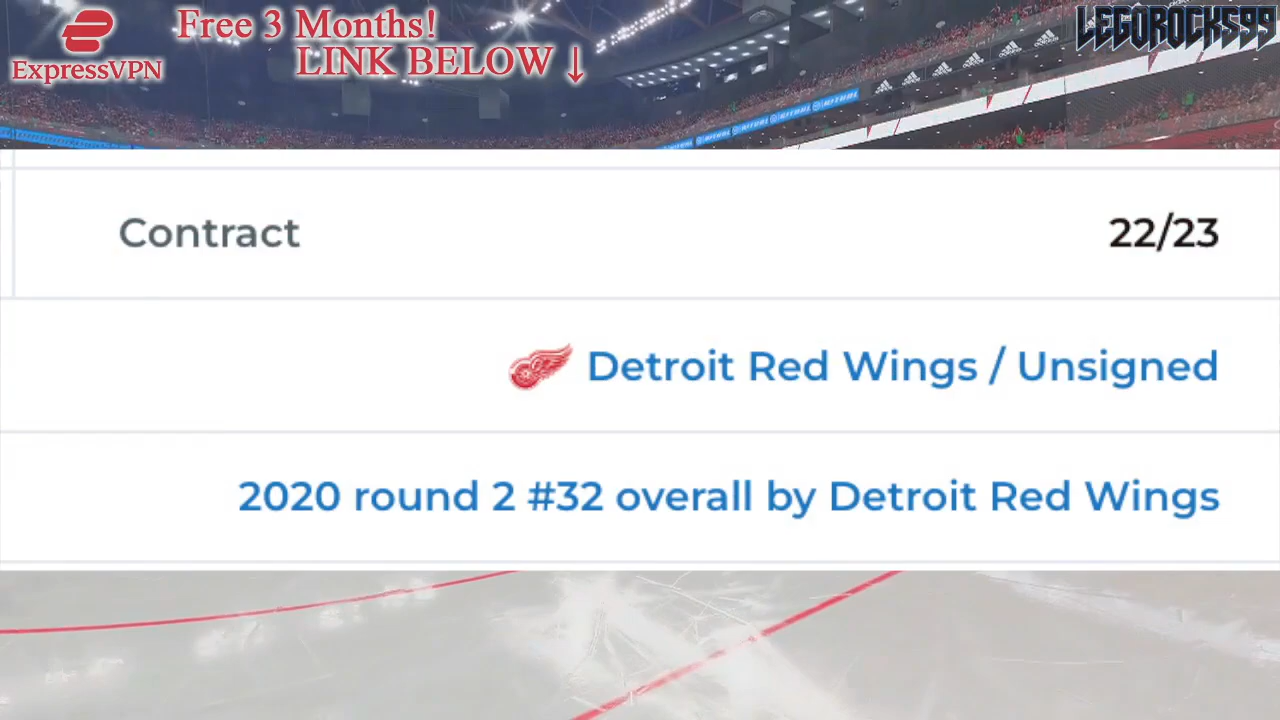 Free 3 Months!
ExpressVPN
LINK BELOW ↓
LEGOROCKS99
Contract
22/23
Detroit Red Wings / Unsigned
2020 round 2 #32 overall by Detroit Red Wings